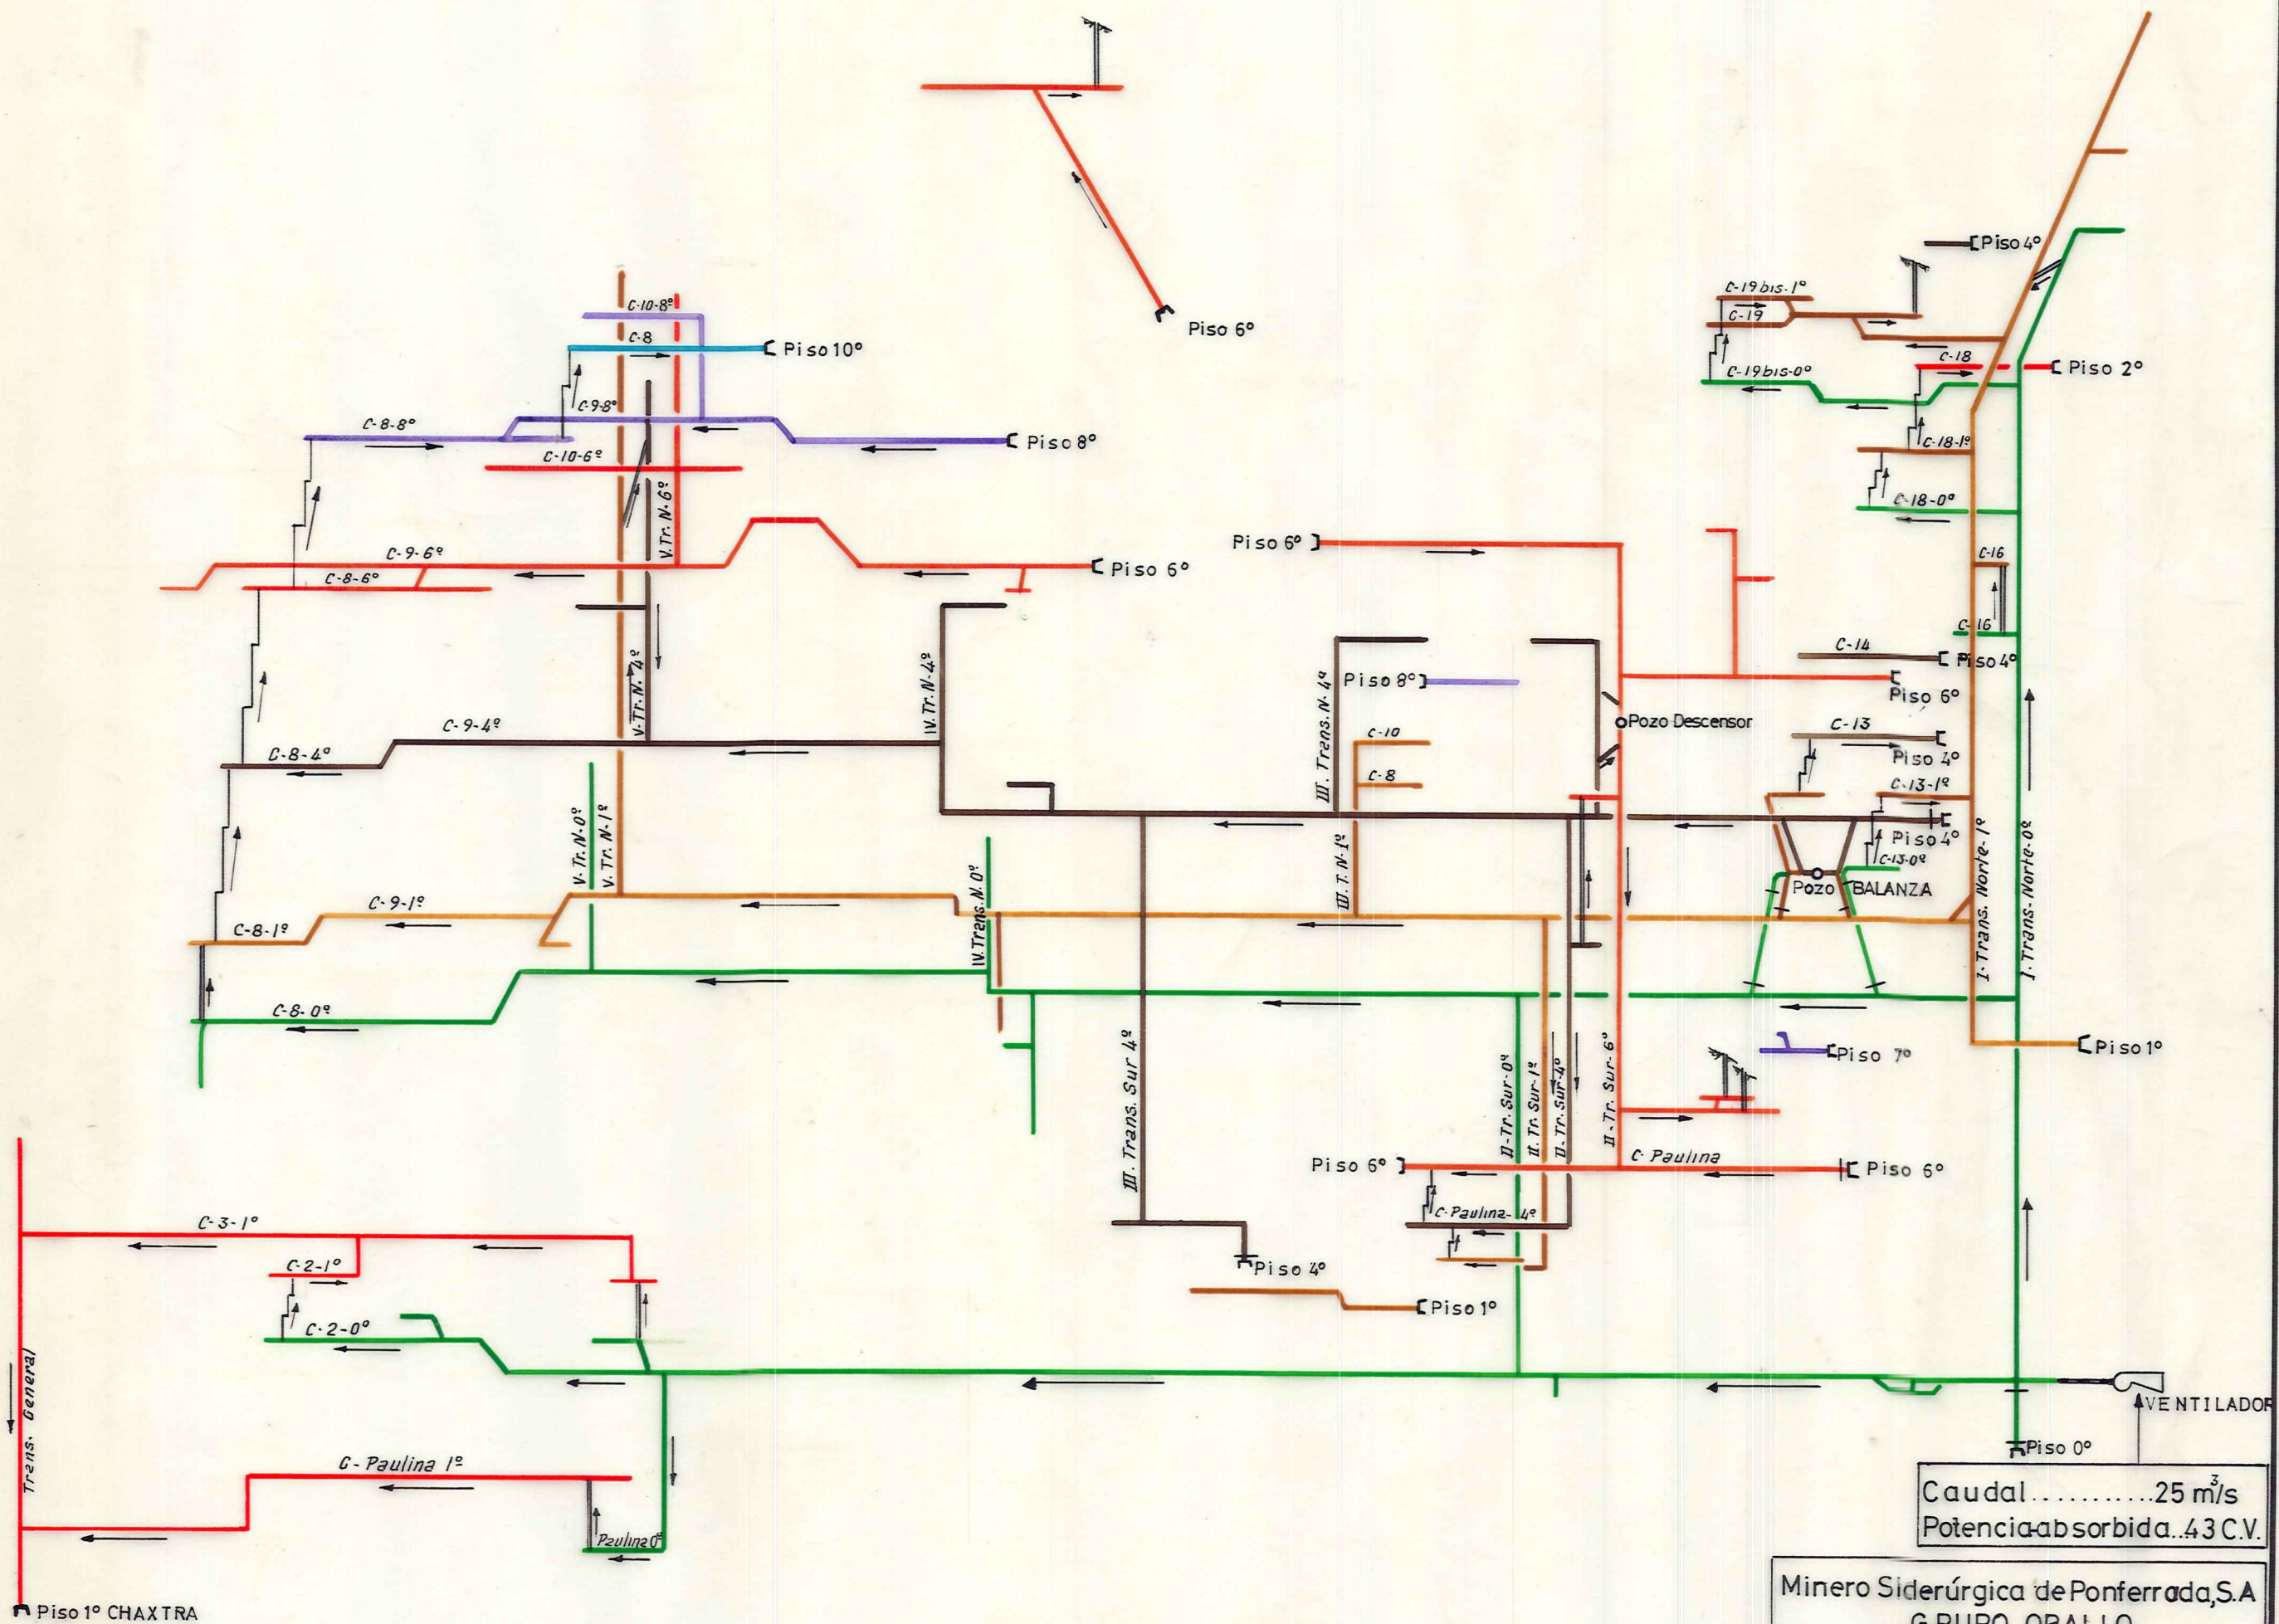 Piso 6º
Piso 4º
C-19 bis-1º
C-19
C-18
Piso 2º
C-19 bis-0º
C-10-8º
C-8
Piso 10º
C-9-8º
C-8-8º
Piso 8º
C-18-1º
C-10-6º
V. Tr. N. 6º
C-18-0º
Piso 6º
C-9-6º
C-8-6º
Piso 6º
C-16
C-16
C-14
Piso 4º
Piso 8º
Piso 6º
V-Tr. N. 4º
IV. Tr. N-4º
III. Trans. N-4º
Pozo Descensor
C-9-4º
C-10
C-13
C-8-4º
Piso 4º
C-8
C-13-1º
V. Tr. N-0º
V. Tr. N-1º
Piso 4º
III. T. N-1º
C-13-0º
Pozo BALANZA
C-9-1º
C-8-1º
IV. Trans. N. 0º
I-Trans. Norte-1º
I-Trans. Norte-0º
C-8-0º
Piso 1º
Piso 7º
III. Trans. Sur 4º
II-Tr. Sur-0º
II. Tr. Sur-1º
II-Tr. Sur-4º
II-Tr. Sur-6º
C-Paulina
Piso 6º
Piso 6º
C-Paulina-4º
C-3-1º
C-2-1º
Piso 4º
Piso 1º
C-2-0º
Trans. General
VENTILADOR
Piso 0º
C-Paulina 1º
Paulina 0º
Caudal...........25 m³/s
Potencia absorbida..43 C.V.
Minero Siderúrgica de Ponferrada, S.A
GRUPO ORALLO
Piso 1º CHAXTRA